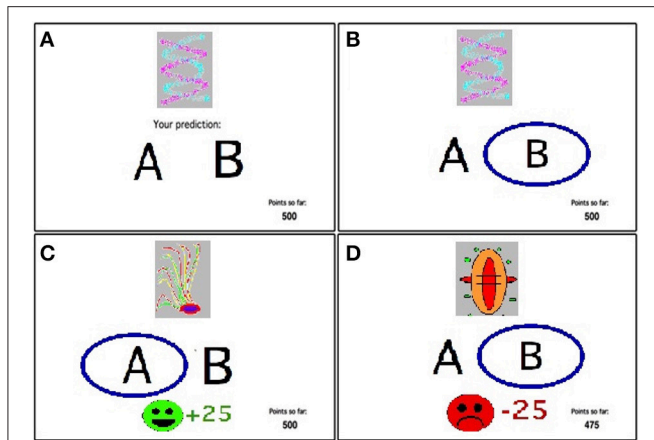 A
Your prediction:
A B
Points so far:
500
B
A B
Points so far:
500
C
A B
+25
Points so far:
500
D
A B
-25
Points so far:
475